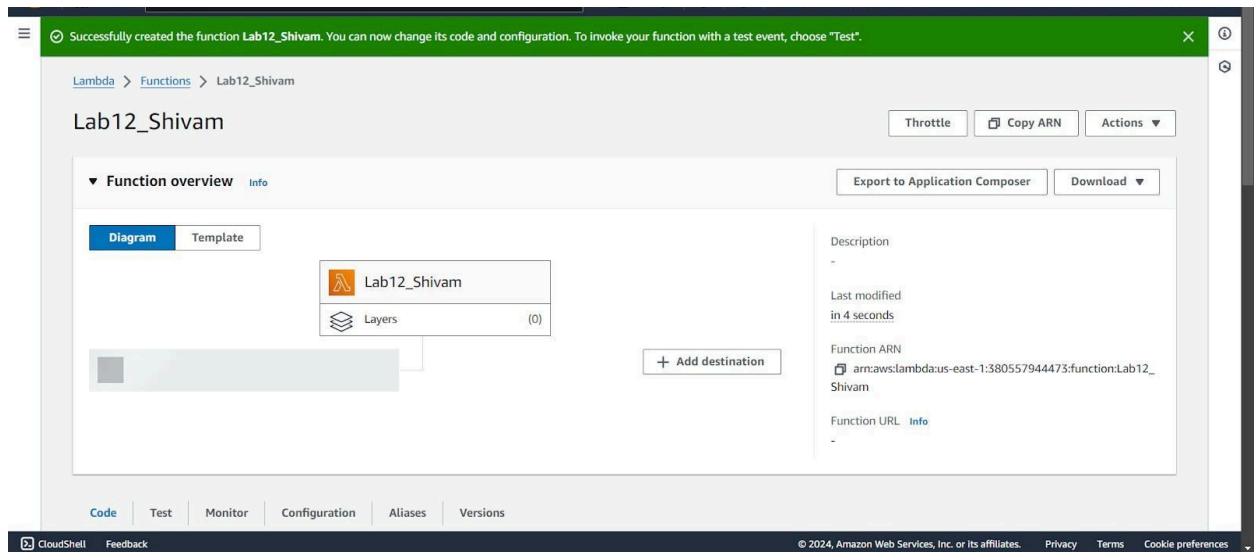 Successfully created the function Lab12_Shivam. You can now change its code and configuration. To invoke your function with a test event, choose "Test".
Lambda > Functions > Lab12_Shivam
Lab12_Shivam
Throttle
Copy ARN
Actions
Function overview Info
Export to Application Composer
Download
Diagram
Template
Lab12_Shivam
Layers (0)
+ Add destination
Description
-
Last modified
in 4 seconds
Function ARN
arn:aws:lambda:us-east-1:380557944473:function:Lab12_
Shivam
Function URL Info
-
Code
Test
Monitor
Configuration
Aliases
Versions
CloudShell
Feedback
© 2024, Amazon Web Services, Inc. or its affiliates.
Privacy
Terms
Cookie preferences